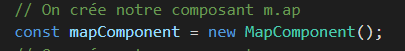 // On crée notre composant m.ap
const mapComponent = new MapComponent();